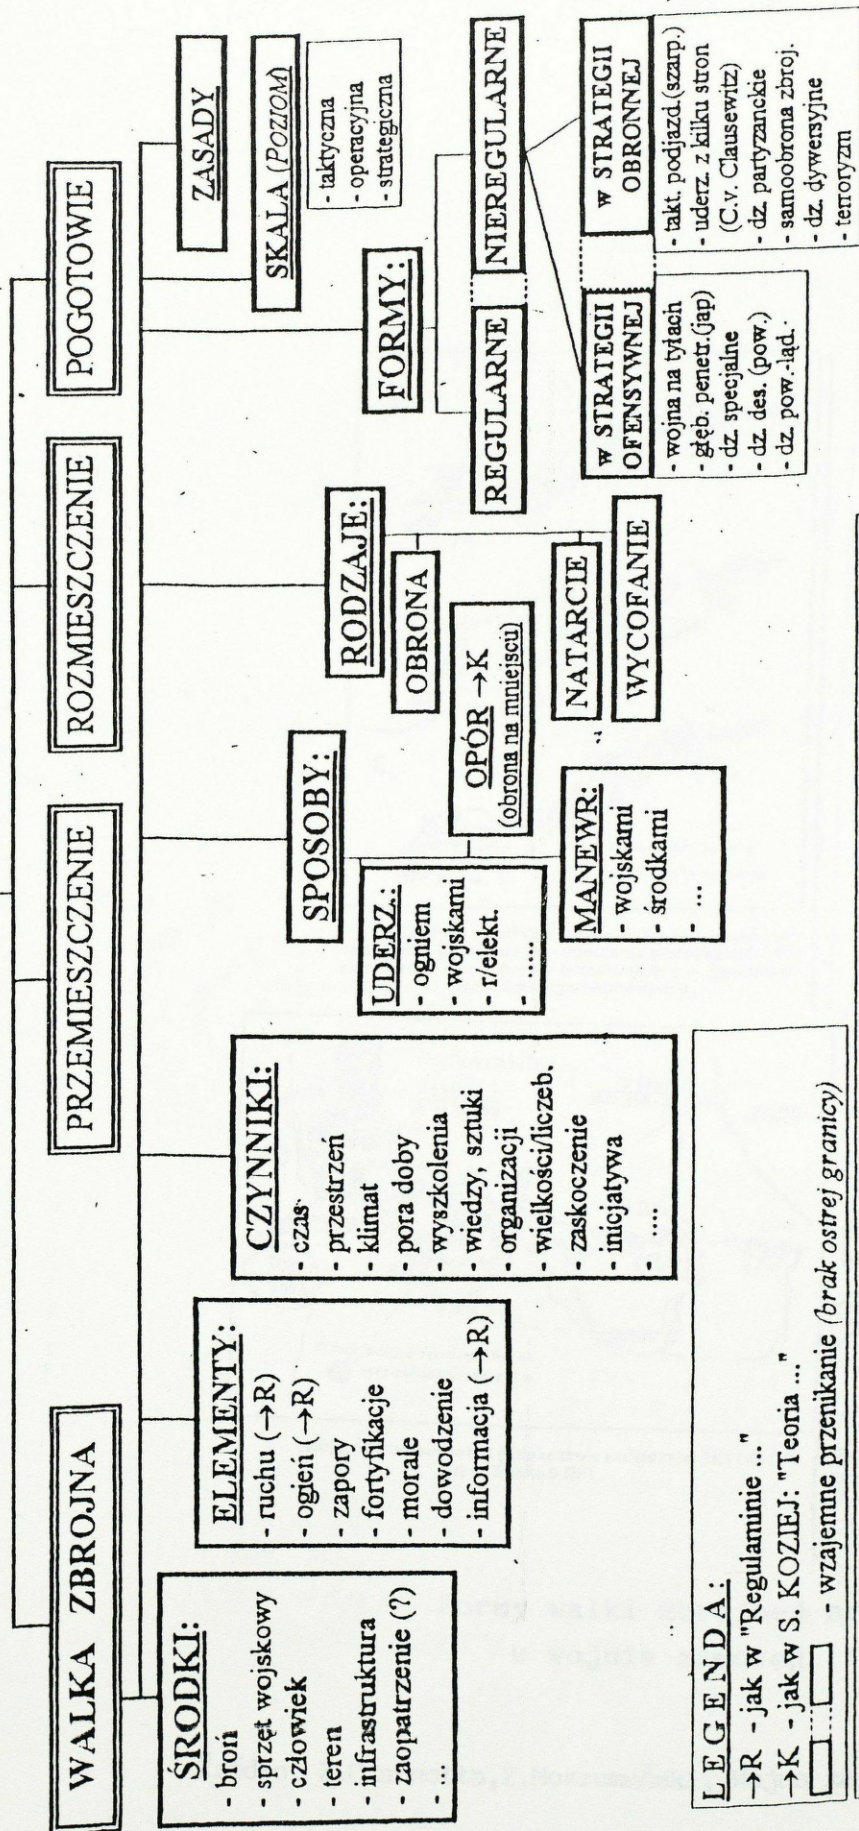 WALKA ZBROJNA
PRZEMIESZCZENIE
ROZMIESZCZENIE
POGOTOWIE
ŚRODKI:
- broń
- sprzęt wojskowy
- człowiek
- teren
- infrastruktura
- zaopatrzenie (?)
- ...
ELEMENTY:
- ruchu (→R)
- ogień (→R)
- zapory
- fortyfikacje
- morale
- dowodzenie
- informacja (→R)
CZYNNIKI:
- czas
- przestrzeń
- klimat
- pora doby
- wyszkolenia
- wiedzy, sztuki
- organizacji
- wielkości/liczeb.
- zaskoczenie
- inicjatywa
- ....
SPOSOBY:
UDERZ.:
- ogniem
- wojskami
- r/elekt.
- .....
OPÓR →K
(obrona na mniejscu)
MANEWR:
- wojskami
- środkami
- ...
RODZAJE:
OBRONA
NATARCIE
WYCOFANIE
FORMY:
REGULARNE
NIEREGULARNE
w STRATEGII
OFENSYWNEJ
- wojna na tyłach
- głęb. penetr.(jap)
- dz. specjalne
- dz. des. (pow.)
- dz. pow.-ląd.
w STRATEGII
OBRONNEJ
- takt. podjazd.(szarp.)
- uderz. z kilku stron
(C.v. Clausewitz)
- dz. partyzanckie
- samoobrona zbroj.
- dz. dywersyjne
- terroryzm
SKALA (POZIOM)
- taktyczna
- operacyjna
- strategiczna
ZASADY
LEGENDA:
→R - jak w "Regulaminie ..."
→K - jak w S. KOZIEJ: "Teoria ..."
- wzajemne przenikanie (brak ostrej granicy)